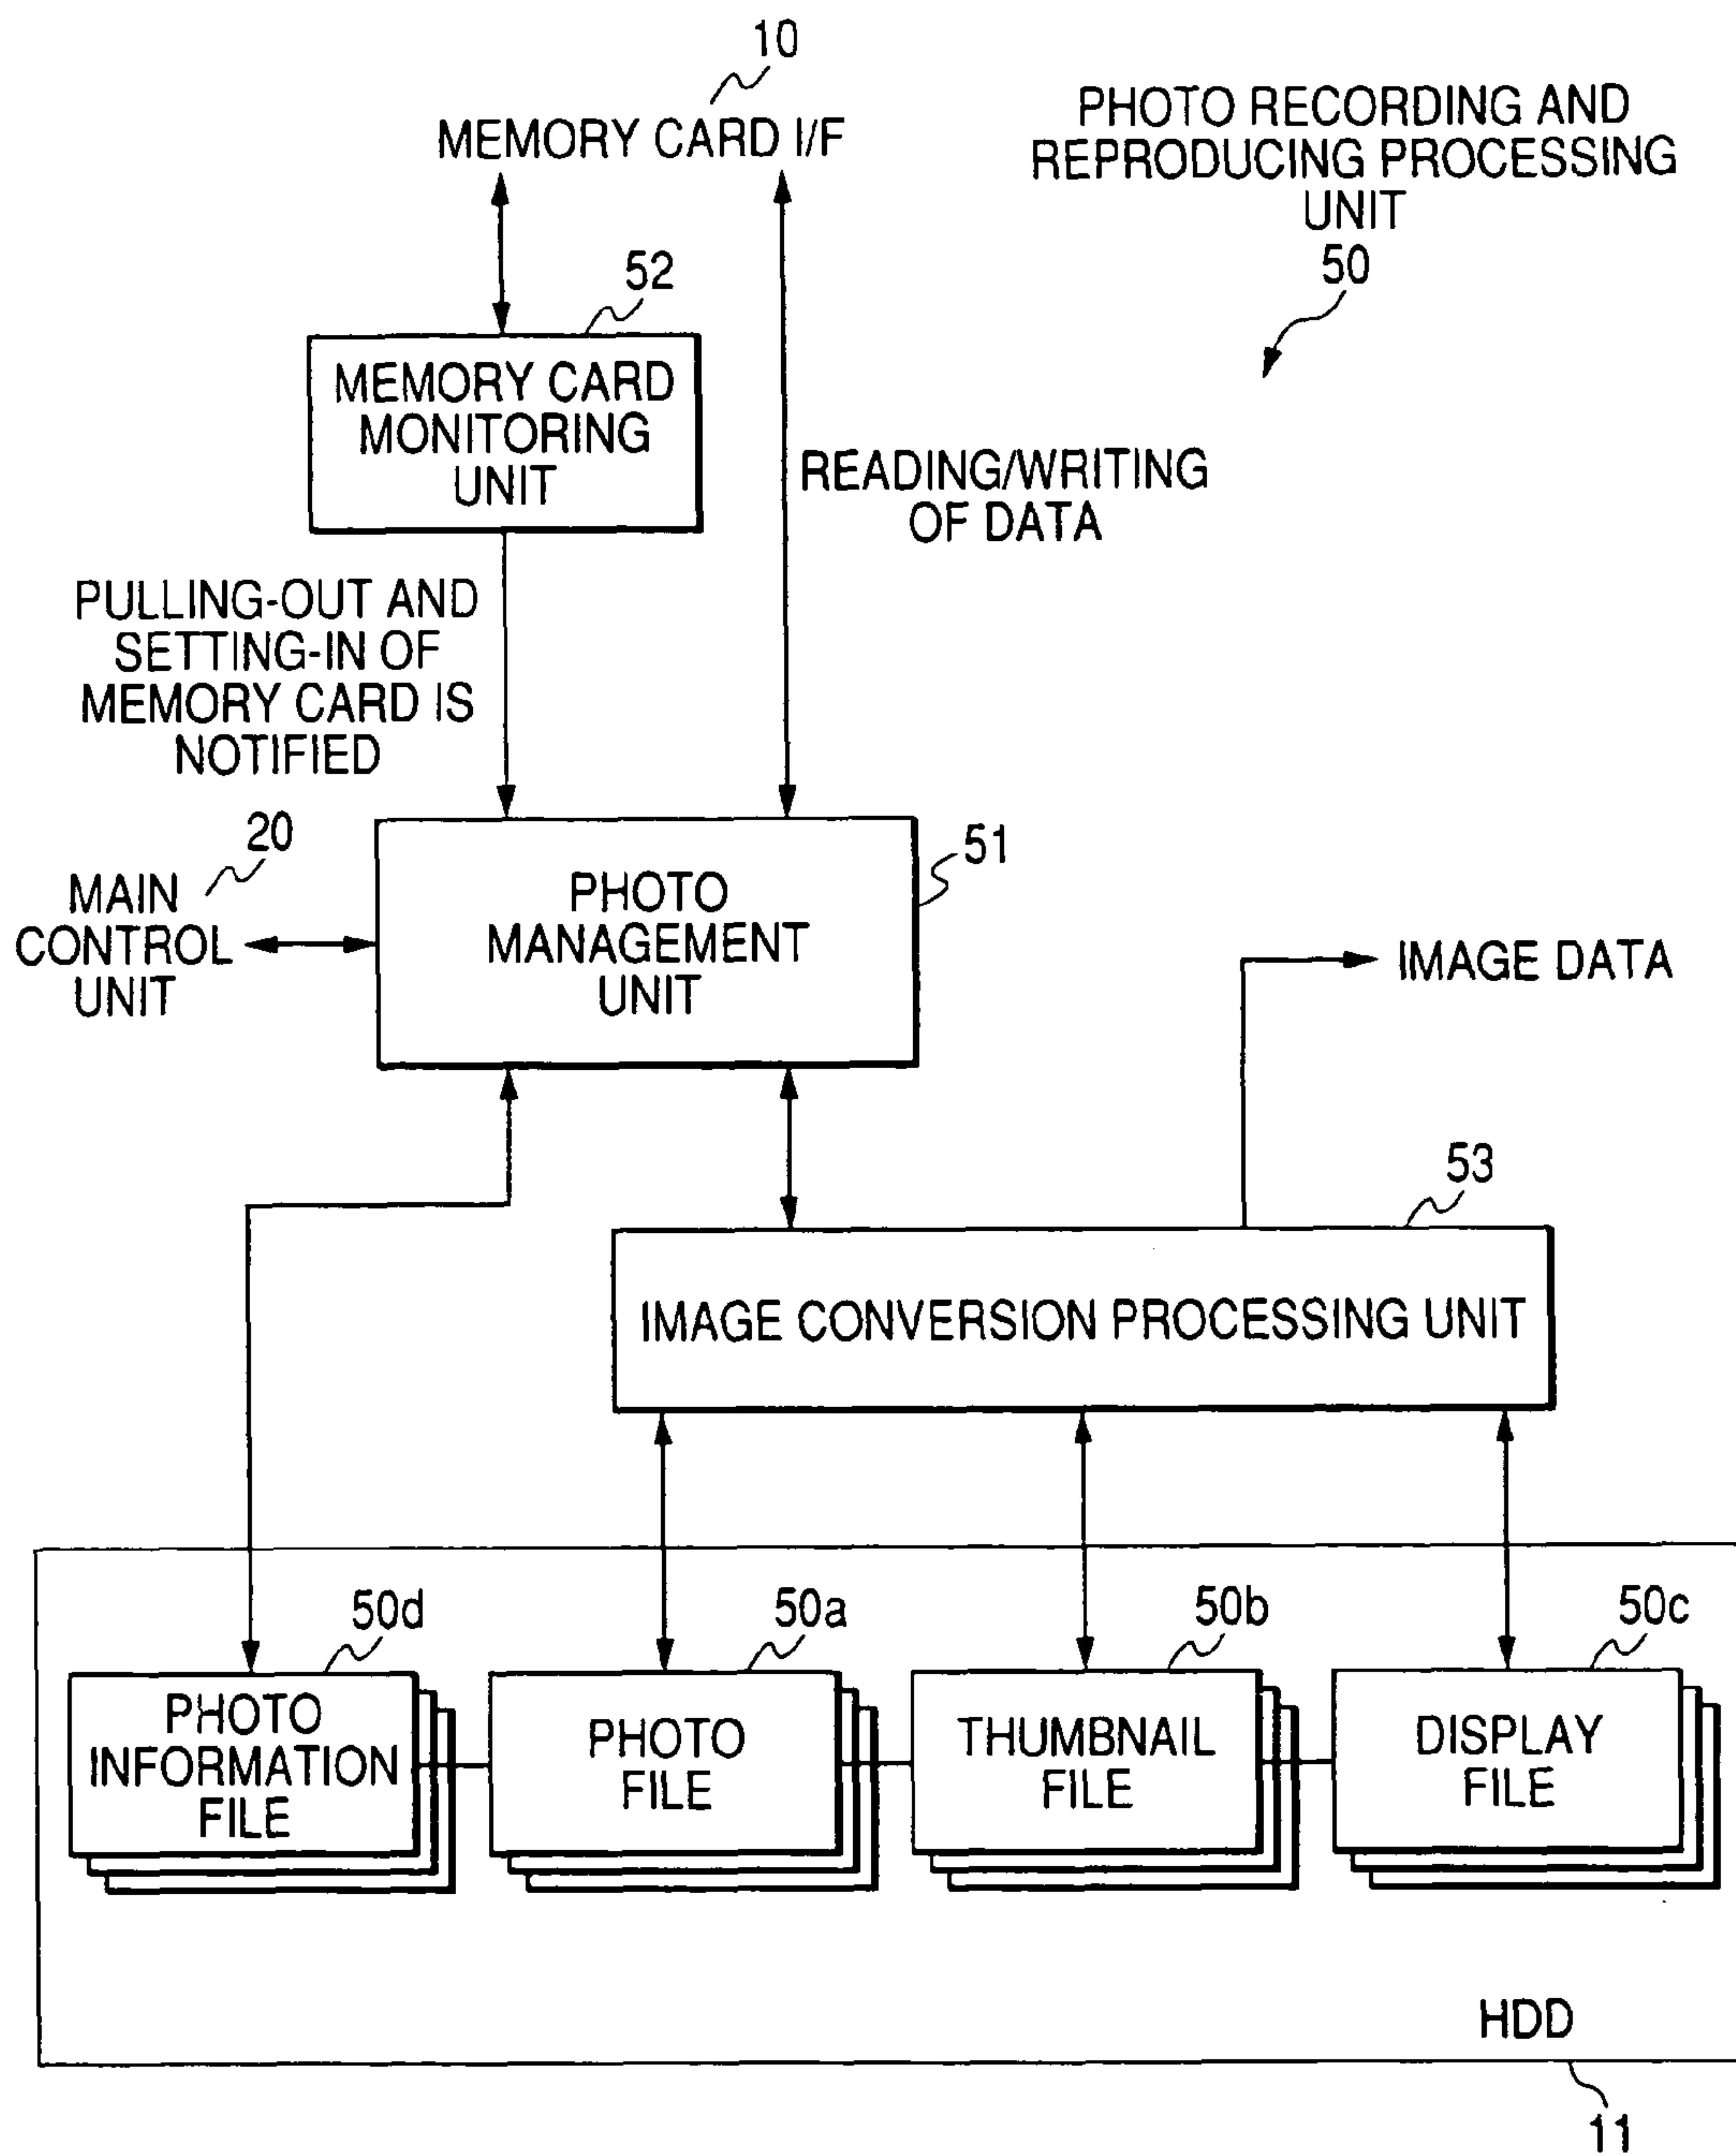 10
MEMORY CARD I/F
PHOTO RECORDING AND
REPRODUCING PROCESSING
UNIT
50
52
MEMORY CARD
MONITORING
UNIT
READING/WRITING
OF DATA
PULLING-OUT AND
SETTING-IN OF
MEMORY CARD IS
NOTIFIED
20
MAIN
CONTROL
UNIT
51
PHOTO
MANAGEMENT
UNIT
IMAGE DATA
53
IMAGE CONVERSION PROCESSING UNIT
50d
50a
50b
50c
PHOTO
INFORMATION
FILE
PHOTO
FILE
THUMBNAIL
FILE
DISPLAY
FILE
HDD
11